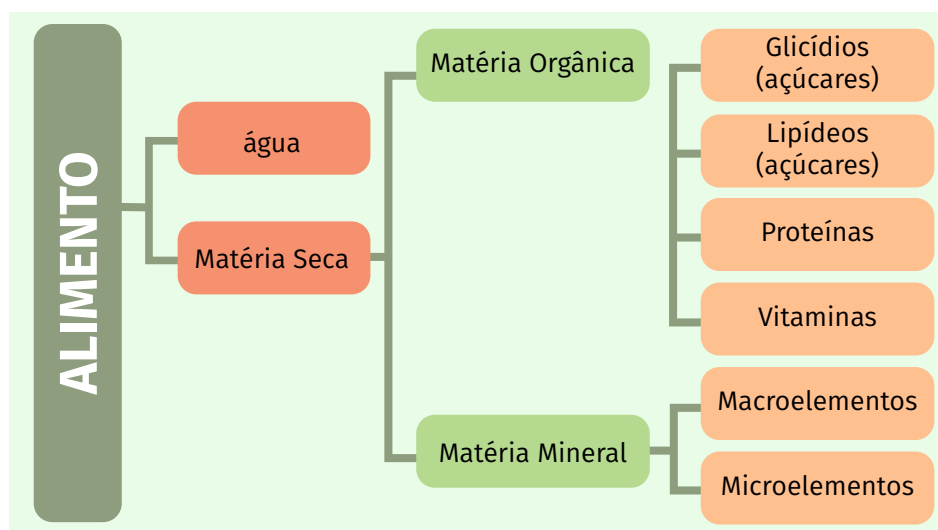 ALIMENTO
água
Matéria Seca
Matéria Orgânica
Matéria Mineral
Glicídios
(açúcares)
Lipídeos
(açúcares)
Proteínas
Vitaminas
Macroelementos
Microelementos